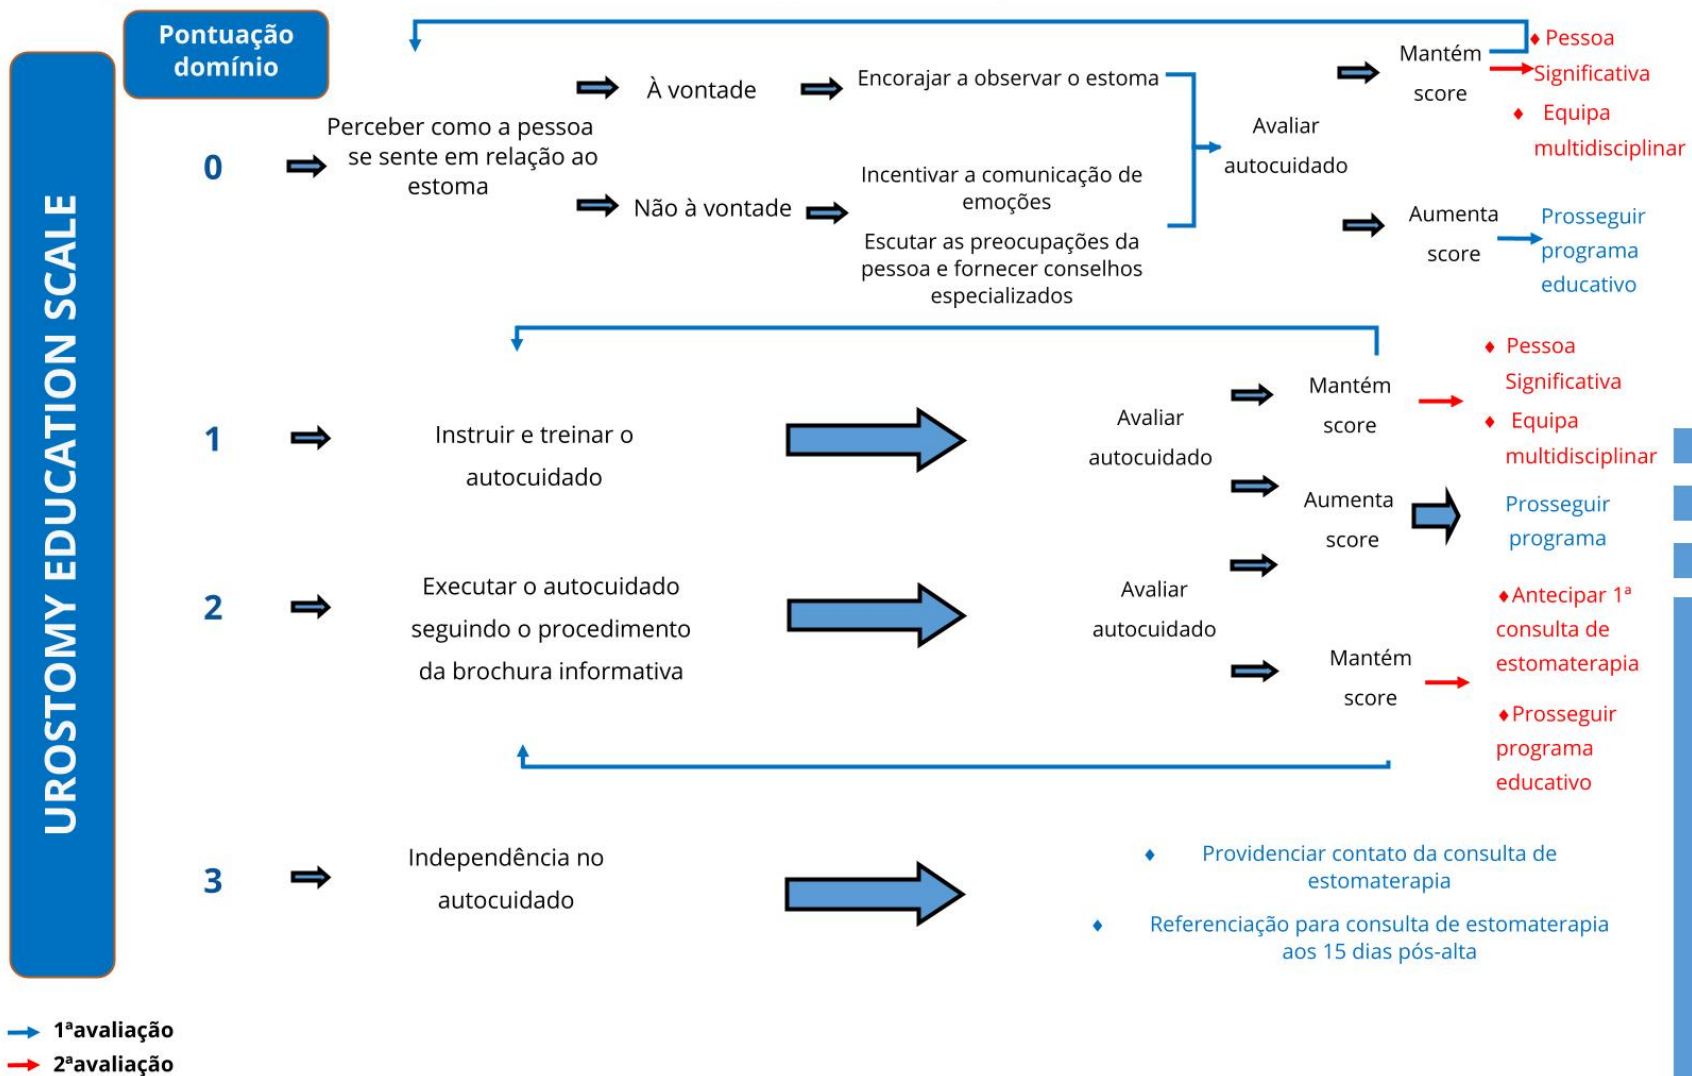 UROSTOMY EDUCATION SCALE
Pontuação
domínio
0
Perceber como a pessoa
se sente em relação ao
estoma
À vontade
Encorajar a observar o estoma
Não à vontade
Incentivar a comunicação de
emoções
Escutar as preocupações da
pessoa e fornecer conselhos
especializados
Avaliar
autocuidado
Mantém
score
♦ Pessoa
Significativa
♦ Equipa
multidisciplinar
Aumenta
score
Prosseguir
programa
educativo
1
Instruir e treinar o
autocuidado
Avaliar
autocuidado
Mantém
score
♦ Pessoa
Significativa
♦ Equipa
multidisciplinar
Aumenta
score
Prosseguir
programa
2
Executar o autocuidado
seguindo o procedimento
da brochura informativa
Avaliar
autocuidado
Mantém
score
♦Antecipar 1ª
consulta de
estomaterapia
♦Prosseguir
programa
educativo
3
Independência no
autocuidado
♦ Providenciar contato da consulta de
estomaterapia
♦ Referenciação para consulta de estomaterapia
aos 15 dias pós-alta
1ªavaliação
2ªavaliação